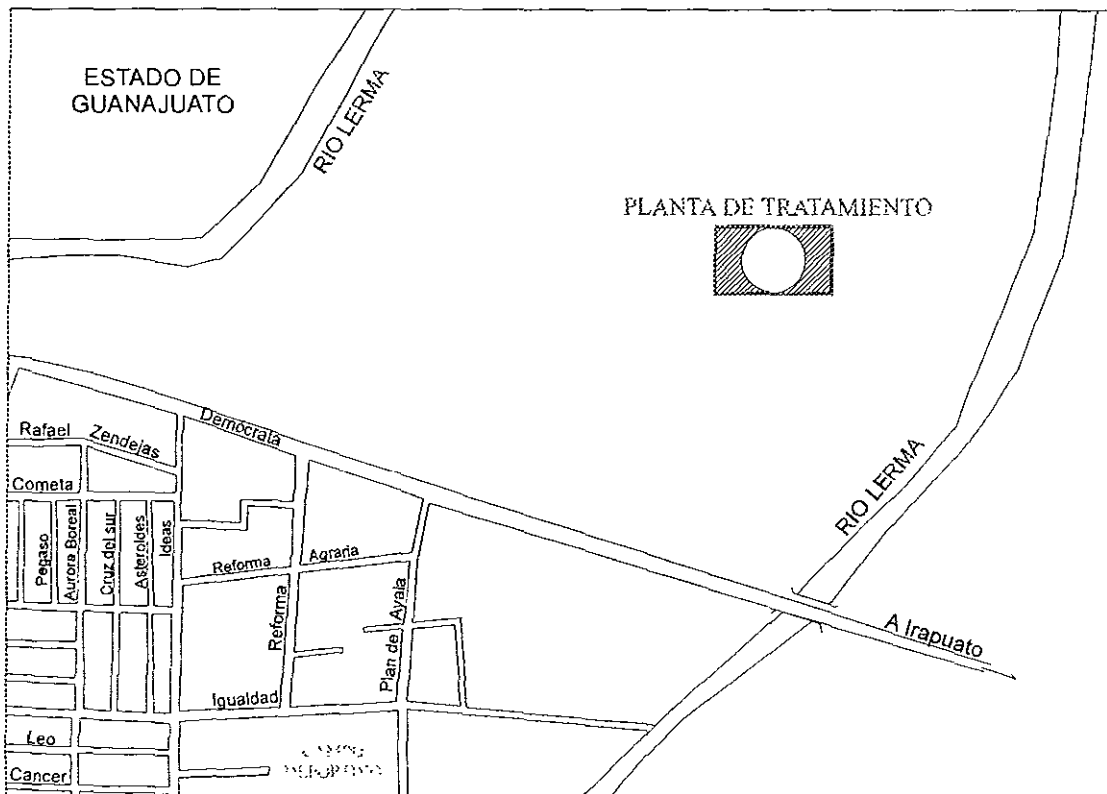 ESTADO DE
GUANAJUATO
RIO LERMA
PLANTA DE TRATAMIENTO
Demócrata
Rafael Zendejas
Cometa
RIO LERMA
Pegaso
Aurora Boreal
Cruz del sur
Asteroides
Ideas
Reforma Agraria
Reforma
Plan de Ayala
A Irapuato
Igualdad
Leo
Cancer